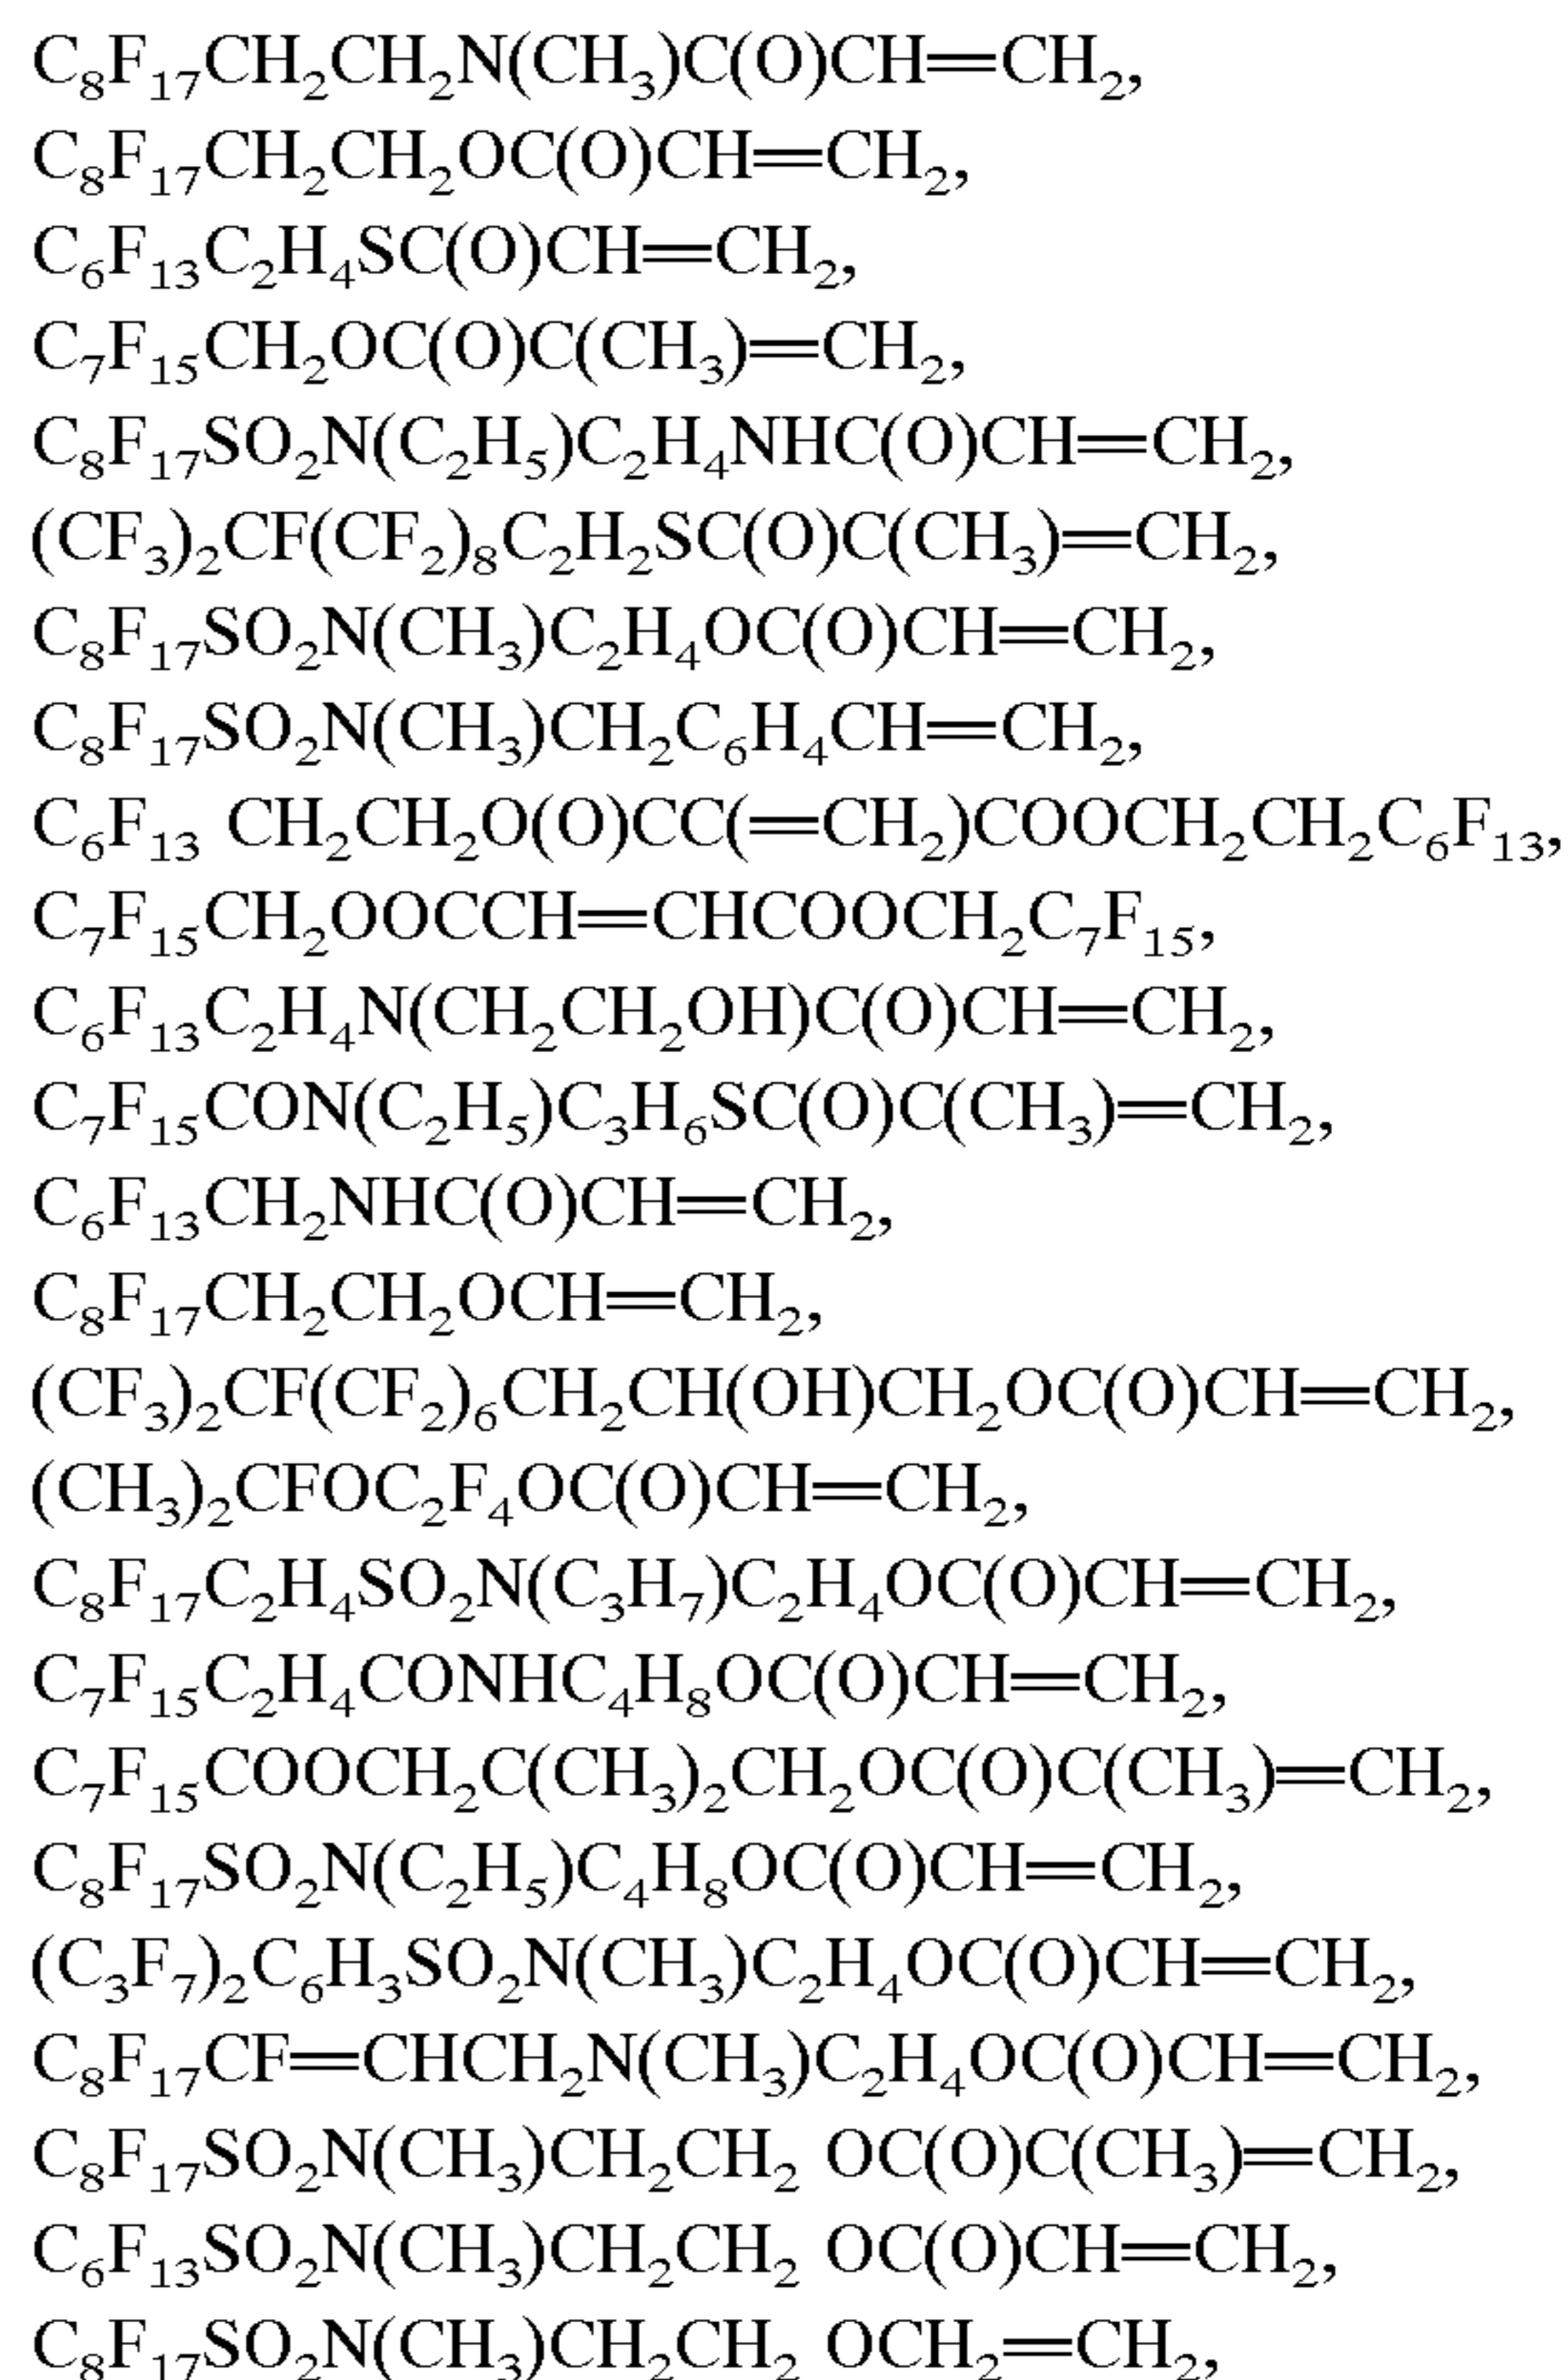 C₈F₁₇CH₂CH₂N(CH₃)C(O)CH=CH₂,
C₈F₁₇CH₂CH₂OC(O)CH=CH₂,
C₆F₁₃C₂H₄SC(O)CH=CH₂,
C₇F₁₅CH₂OC(O)C(CH₃)=CH₂,
C₈F₁₇SO₂N(C₂H₅)C₂H₄NHC(O)CH=CH₂,
(CF₃)₂CF(CF₂)₈C₂H₂SC(O)C(CH₃)=CH₂,
C₈F₁₇SO₂N(CH₃)C₂H₄OC(O)CH=CH₂,
C₈F₁₇SO₂N(CH₃)CH₂C₆H₄CH=CH₂,
C₆F₁₃ CH₂CH₂O(O)CC(=CH₂)COOCH₂CH₂C₆F₁₃,
C₇F₁₅CH₂OOCCH=CHCOOCH₂C₇F₁₅,
C₆F₁₃C₂H₄N(CH₂CH₂OH)C(O)CH=CH₂,
C₇F₁₅CON(C₂H₅)C₃H₆SC(O)C(CH₃)=CH₂,
C₆F₁₃CH₂NHC(O)CH=CH₂,
C₈F₁₇CH₂CH₂OCH=CH₂,
(CF₃)₂CF(CF₂)₆CH₂CH(OH)CH₂OC(O)CH=CH₂,
(CH₃)₂CFOC₂F₄OC(O)CH=CH₂,
C₈F₁₇C₂H₄SO₂N(C₃H₇)C₂H₄OC(O)CH=CH₂,
C₇F₁₅C₂H₄CONHC₄H₈OC(O)CH=CH₂,
C₇F₁₅COOCH₂C(CH₃)₂CH₂OC(O)C(CH₃)=CH₂,
C₈F₁₇SO₂N(C₂H₅)C₄H₈OC(O)CH=CH₂,
(C₃F₇)₂C₆H₃SO₂N(CH₃)C₂H₄OC(O)CH=CH₂,
C₈F₁₇CF=CHCH₂N(CH₃)C₂H₄OC(O)CH=CH₂,
C₈F₁₇SO₂N(CH₃)CH₂CH₂ OC(O)C(CH₃)=CH₂,
C₆F₁₃SO₂N(CH₃)CH₂CH₂ OC(O)CH=CH₂,
C₈F₁₇SO₂N(CH₃)CH₂CH₂ OCH₂=CH₂,